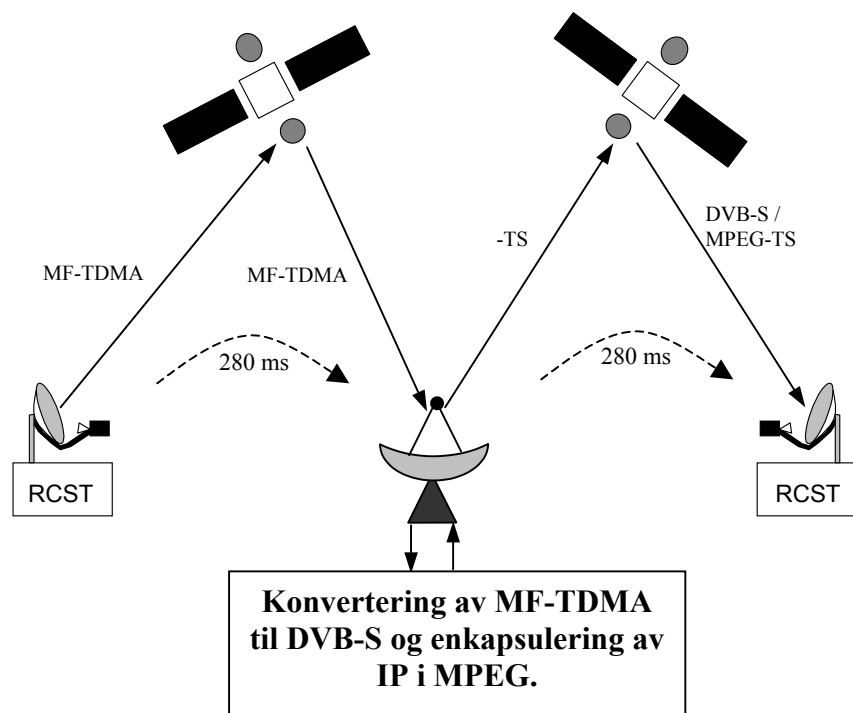 MF-TDMA
MF-TDMA
-TS
DVB-S /
MPEG-TS
280 ms
280 ms
RCST
RCST
Konvertering av MF-TDMA
til DVB-S og enkapsulering av
IP i MPEG.